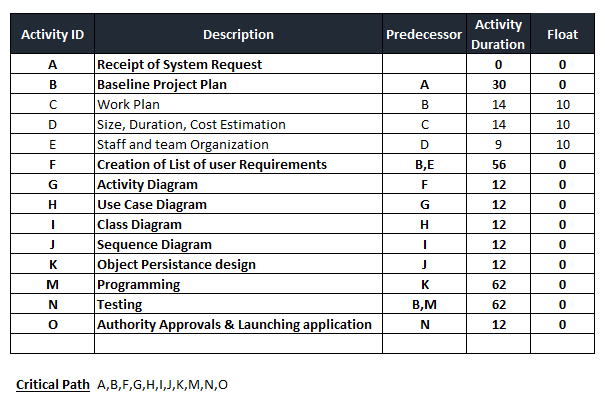 Activity ID Description Predecessor Activity Duration Float
A Receipt of System Request 0 0
B Baseline Project Plan A 30 0
C Work Plan B 14 10
D Size, Duration, Cost Estimation C 14 10
E Staff and team Organization D 9 10
F Creation of List of user Requirements B,E 56 0
G Activity Diagram F 12 0
H Use Case Diagram G 12 0
I Class Diagram H 12 0
J Sequence Diagram I 12 0
K Object Persistance design J 12 0
M Programming K 62 0
N Testing B,M 62 0
O Authority Approvals & Launching application N 12 0
Critical Path A,B,F,G,H,I,J,K,M,N,O